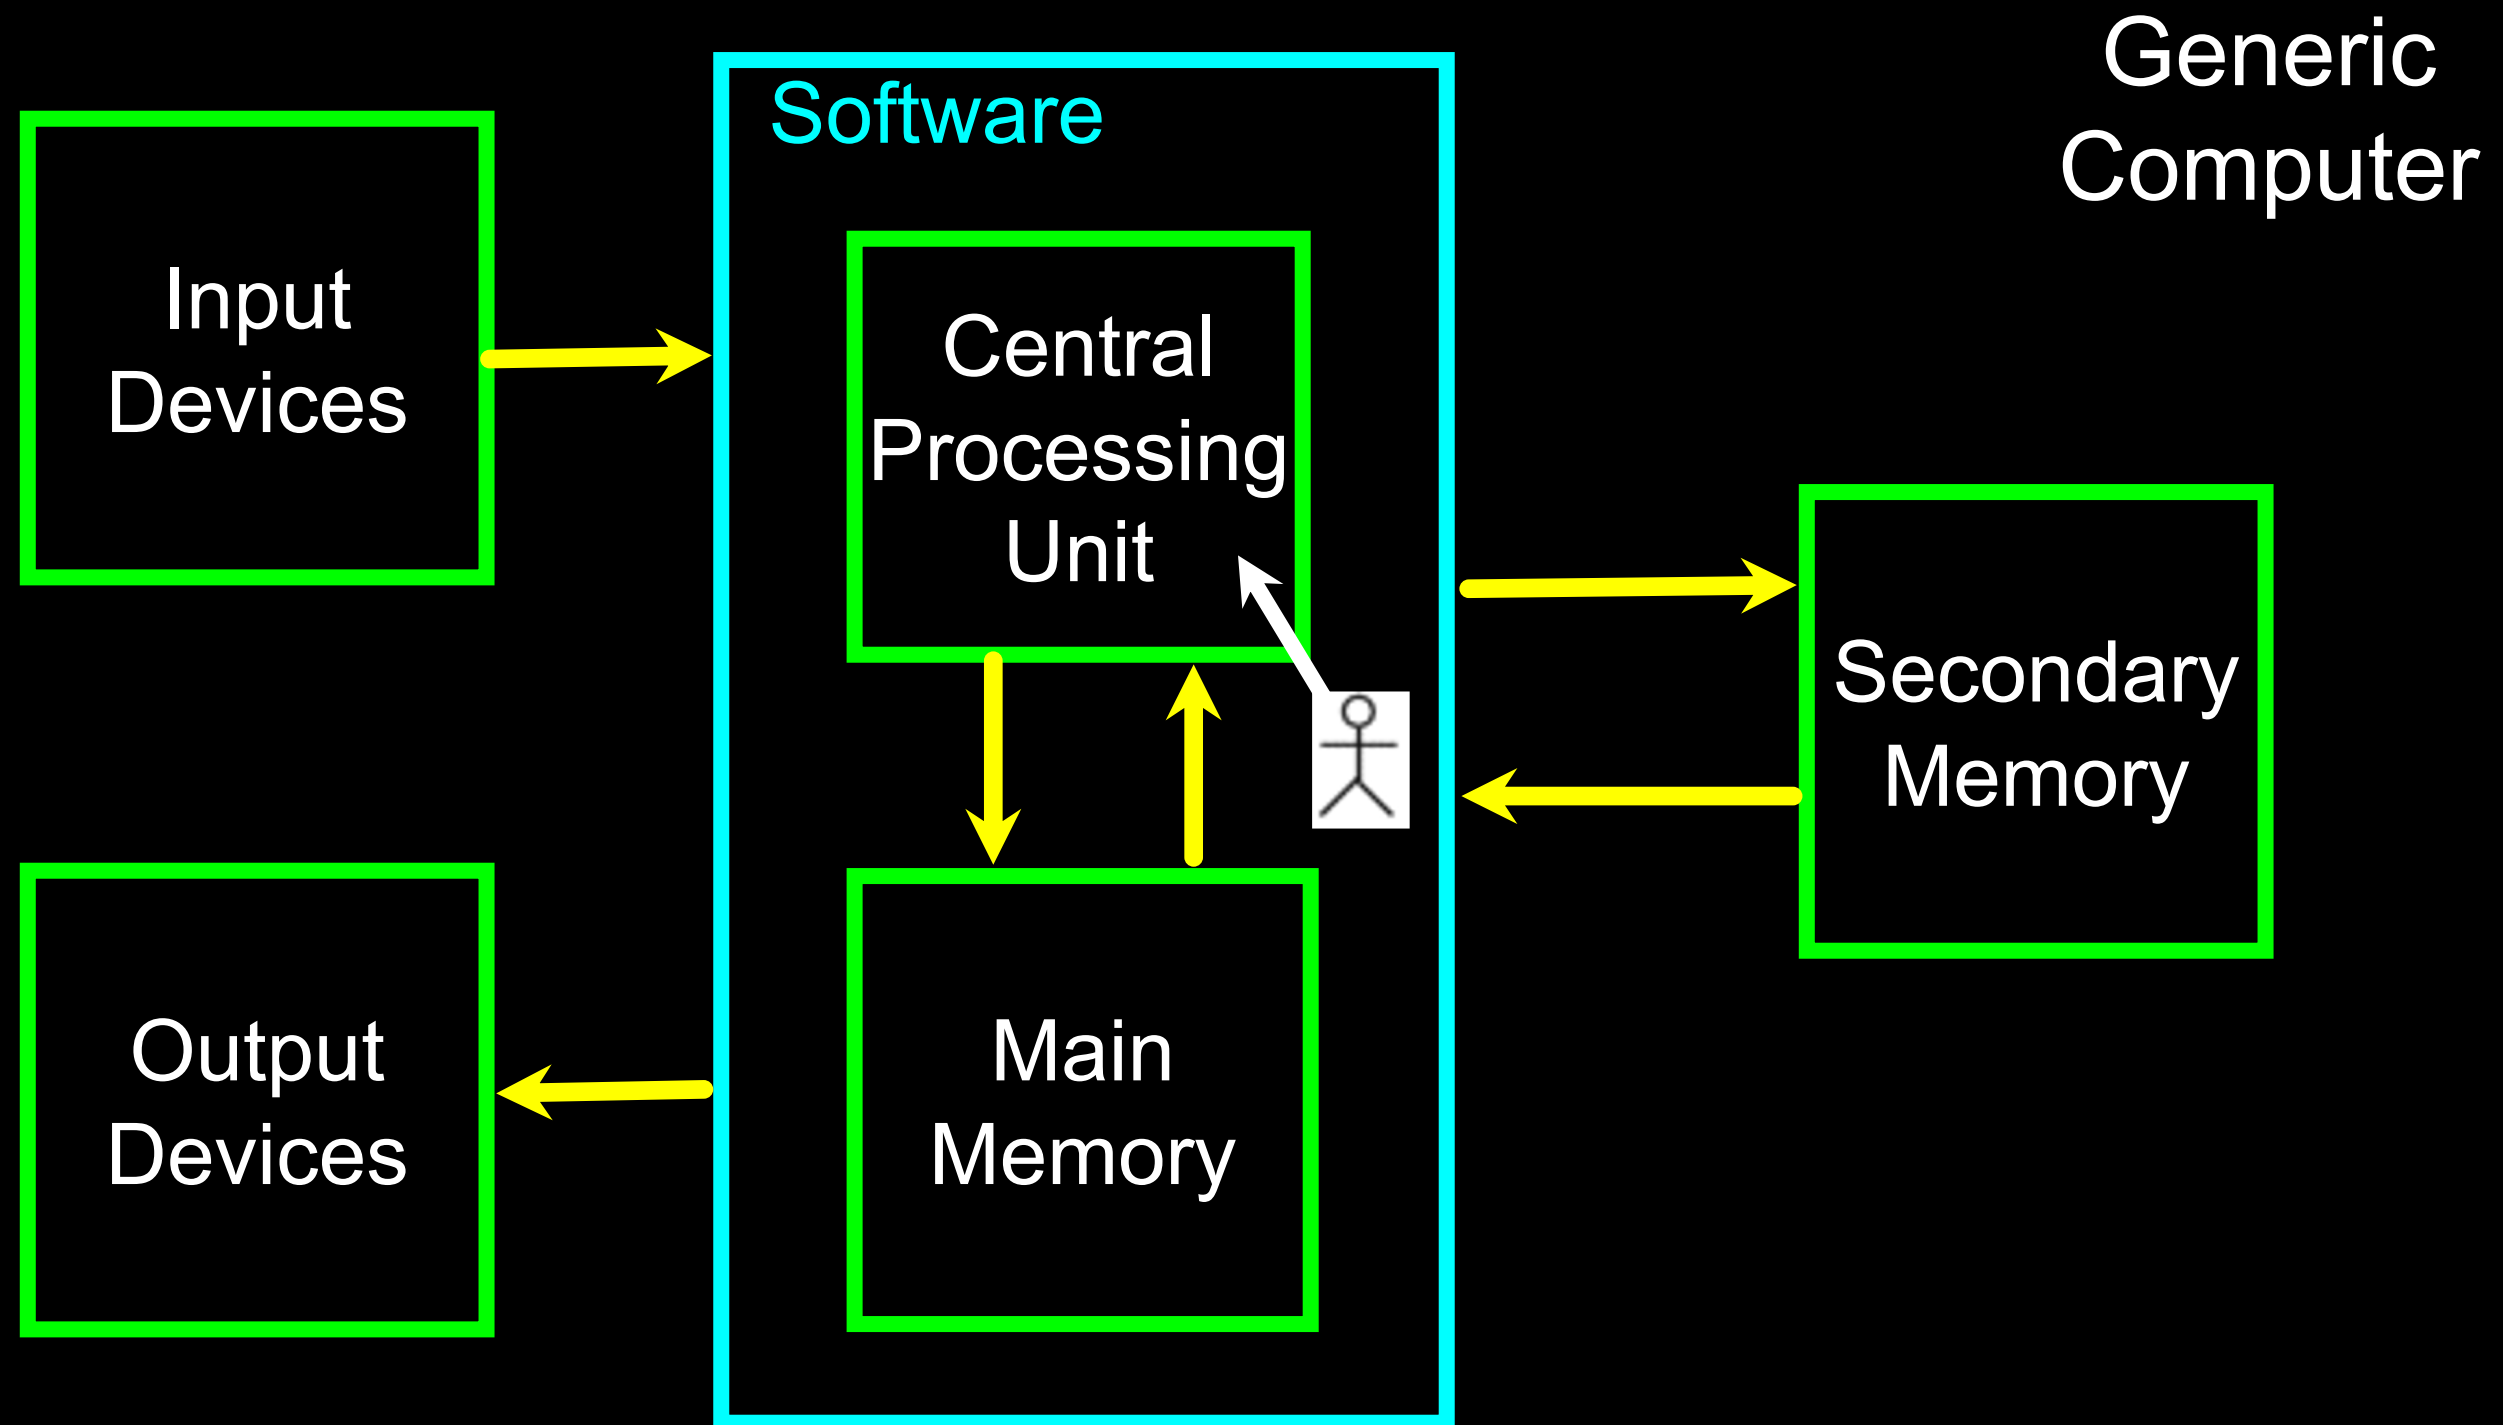 Generic
Computer
Software
Input
Devices
Central
Processing
Unit
Secondary
Memory
Output
Devices
Main
Memory